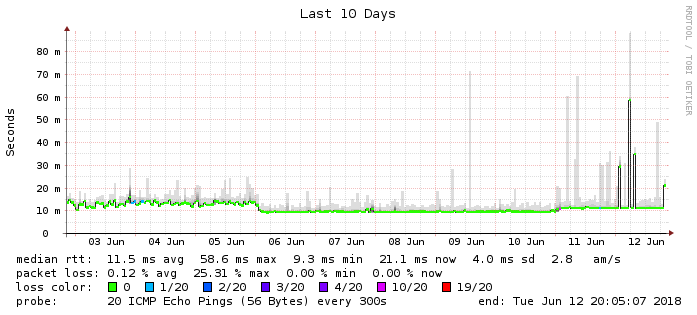 Last 10 Days
RRDTOOL / TOBI OETIKER
Seconds
80 m
70 m
60 m
50 m
40 m
30 m
20 m
10 m
0
03 Jun 04 Jun 05 Jun 06 Jun 07 Jun 08 Jun 09 Jun 10 Jun 11 Jun 12 Jun
median rtt: 11.5 ms avg 58.6 ms max 9.3 ms min 21.1 ms now 4.0 ms sd 2.8 am/s
packet loss: 0.12 % avg 25.31 % max 0.00 % min 0.00 % now
loss color: 0 1/20 2/20 3/20 4/20 10/20 19/20
probe: 20 ICMP Echo Pings (56 Bytes) every 300s end: Tue Jun 12 20:05:07 2018